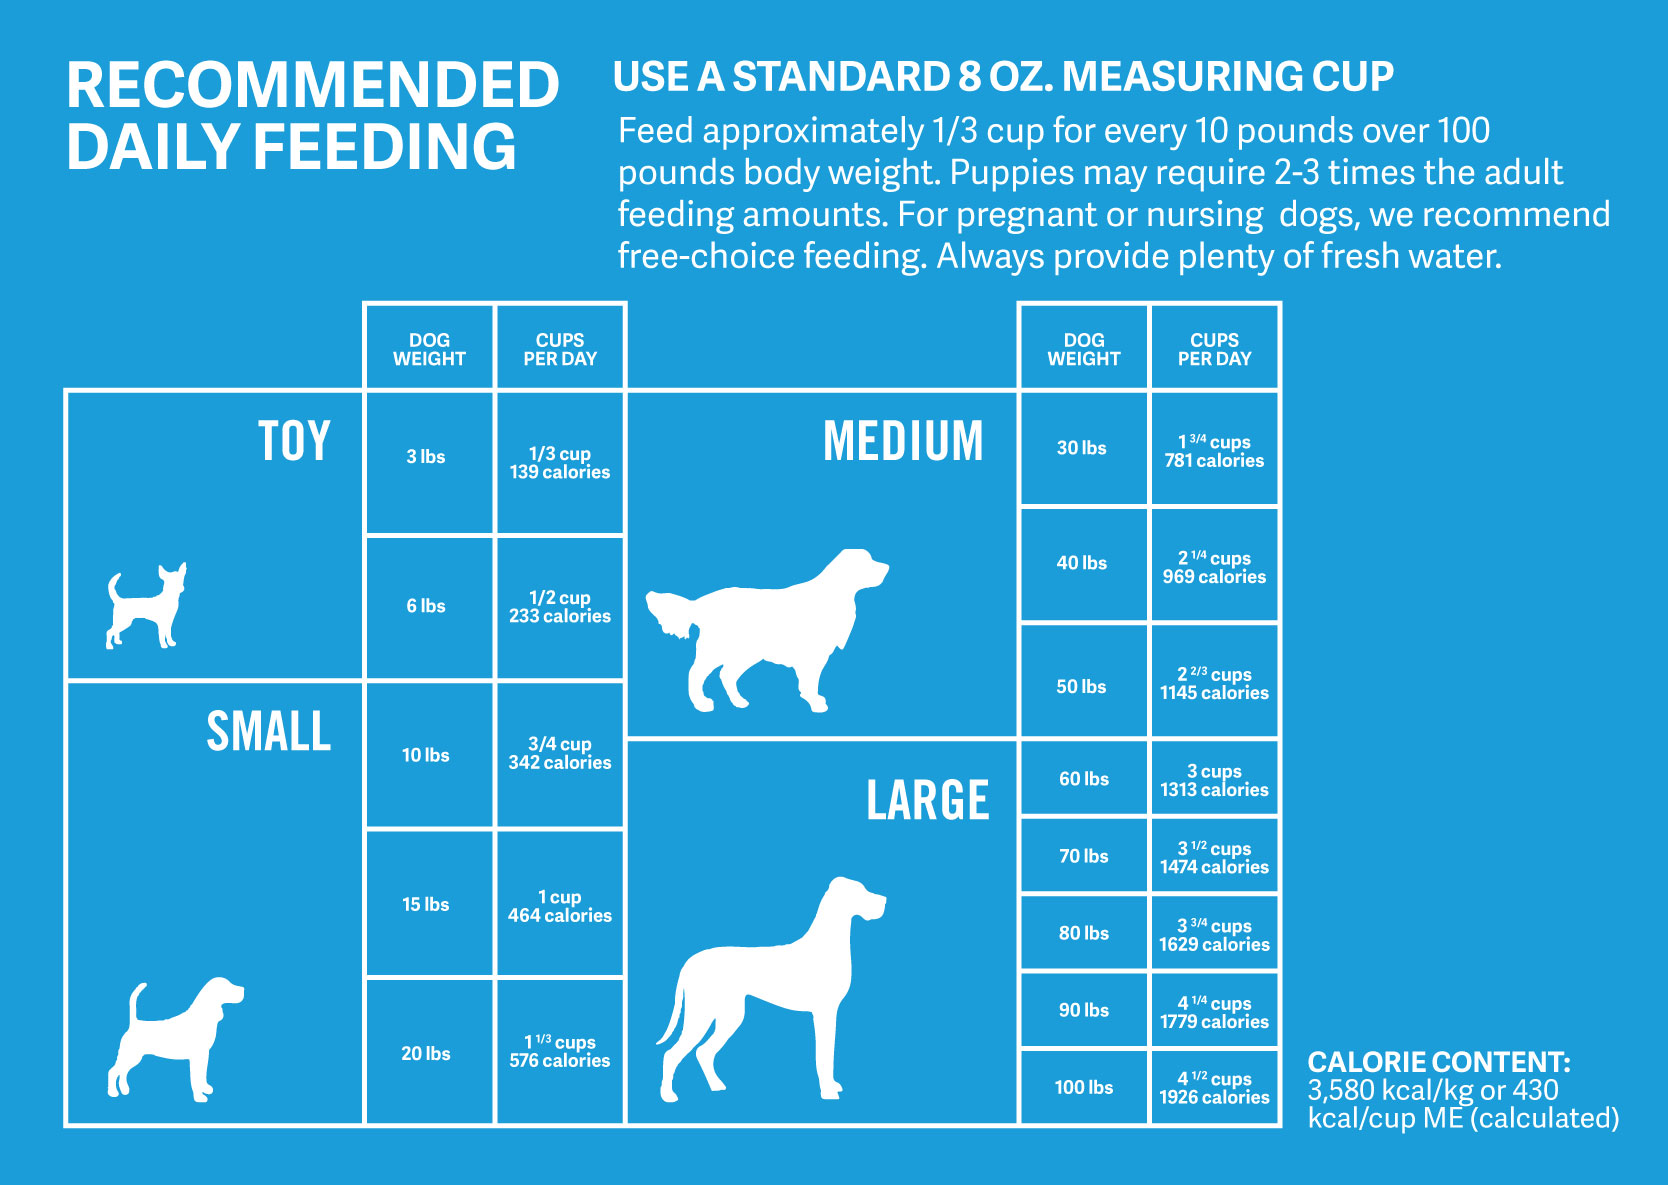 RECOMMENDED
DAILY FEEDING
USE A STANDARD 8 OZ. MEASURING CUP
Feed approximately 1/3 cup for every 10 pounds over 100
pounds body weight. Puppies may require 2-3 times the adult
feeding amounts. For pregnant or nursing  dogs, we recommend
free-choice feeding. Always provide plenty of fresh water.
DOG
WEIGHT
CUPS
PER DAY
TOY
3 lbs
1/3 cup
139 calories
6 lbs
1/2 cup
233 calories
SMALL
10 lbs
3/4 cup
342 calories
15 lbs
1 cup
464 calories
20 lbs
1 1/3 cups
576 calories
DOG
WEIGHT
CUPS
PER DAY
MEDIUM
30 lbs
1 3/4 cups
781 calories
40 lbs
2 1/4 cups
969 calories
50 lbs
2 2/3 cups
1145 calories
LARGE
60 lbs
3 cups
1313 calories
70 lbs
3 1/2 cups
1474 calories
80 lbs
3 3/4 cups
1629 calories
90 lbs
4 1/4 cups
1779 calories
100 lbs
4 1/2 cups
1926 calories
CALORIE CONTENT:
3,580 kcal/kg or 430
kcal/cup ME (calculated)